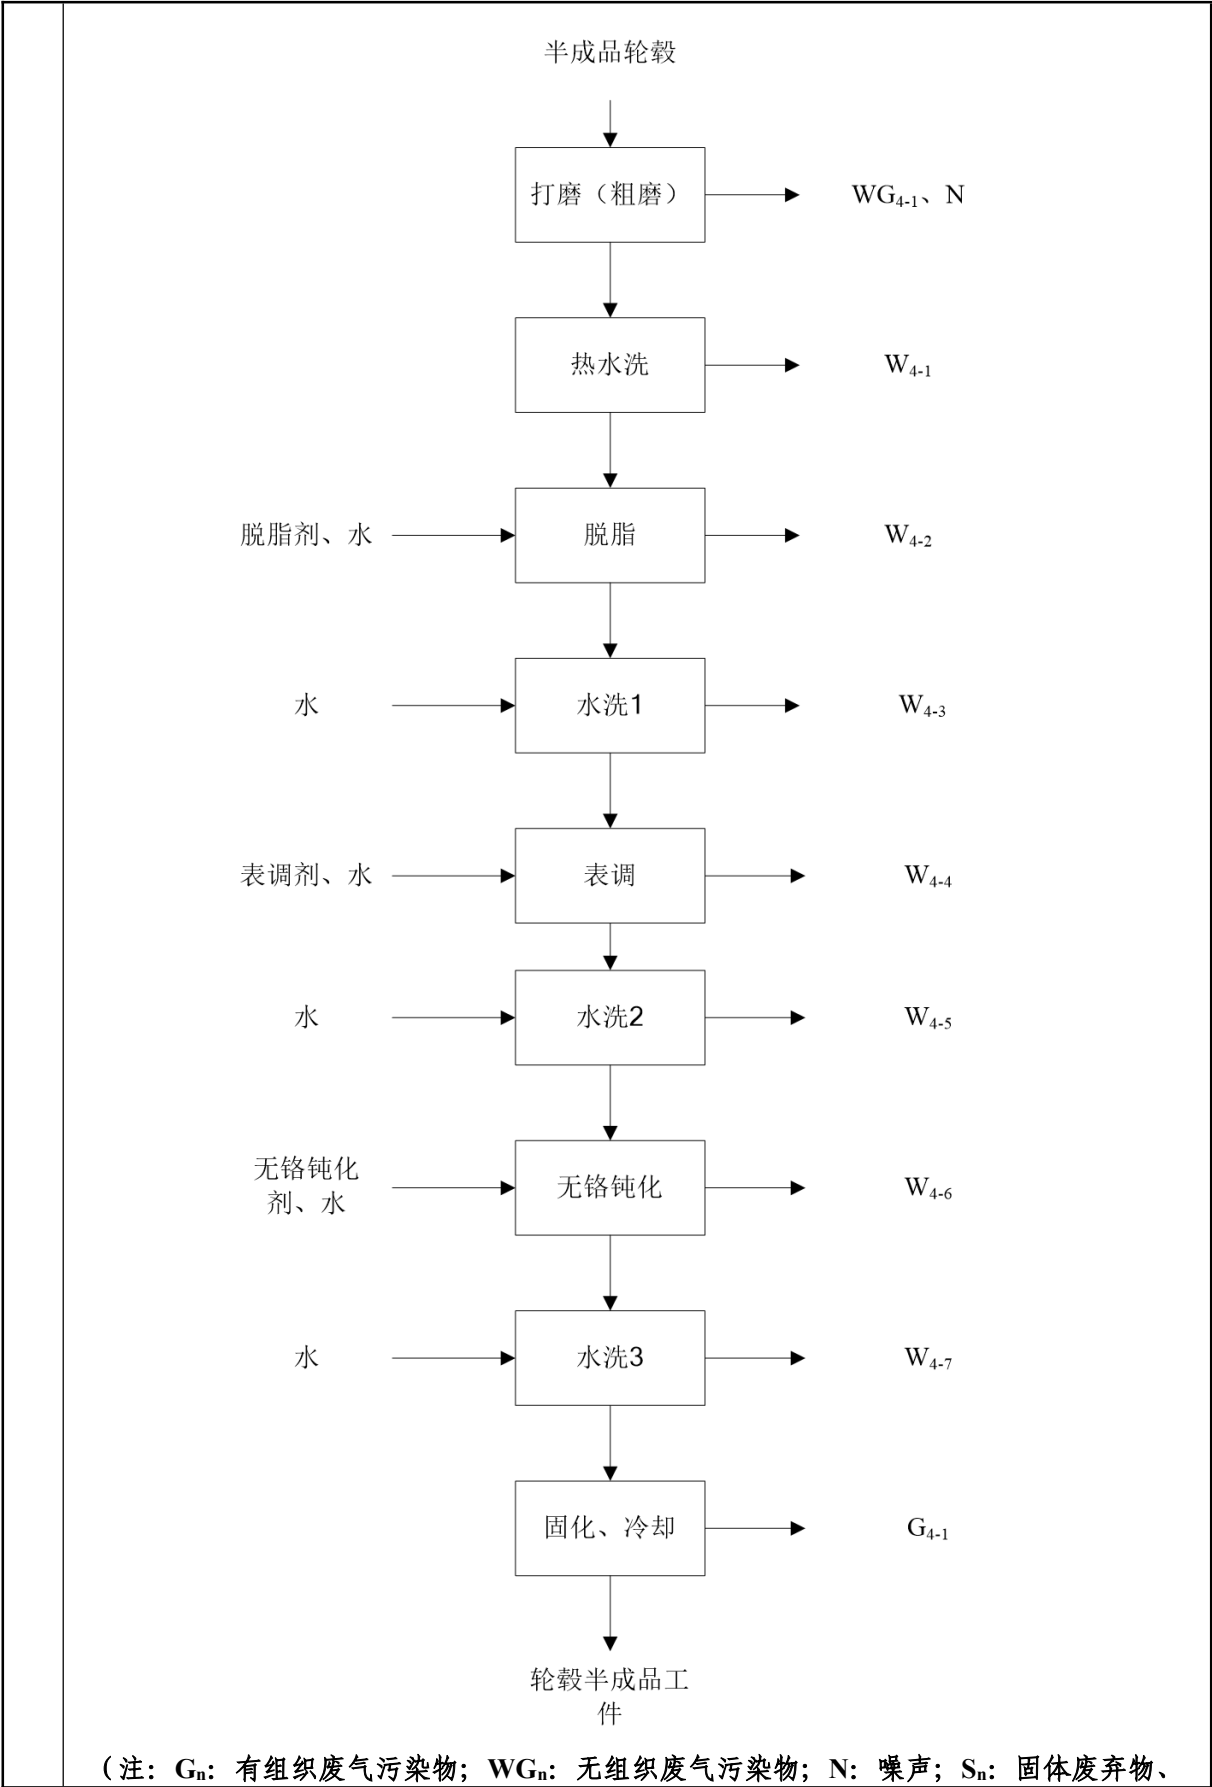 半成品轮毂
打磨（粗磨） WG4-1、N
热水洗 W4-1
脱脂剂、水 脱脂 W4-2
水 水洗1 W4-3
表调剂、水 表调 W4-4
水 水洗2 W4-5
无铬钝化
剂、水 无铬钝化 W4-6
水 水洗3 W4-7
固化、冷却 G4-1
轮毂半成品工
件
（注：Gn：有组织废气污染物；WGn：无组织废气污染物；N：噪声；Sn：固体废弃物、